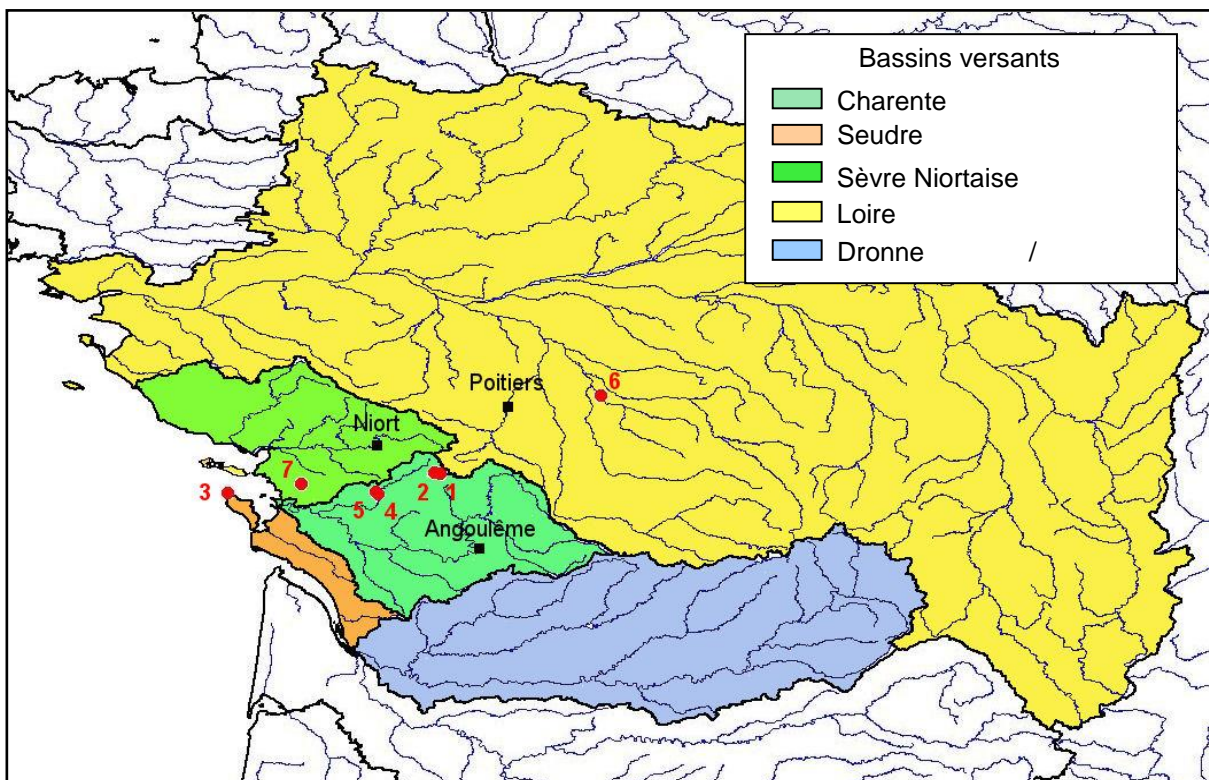 Bassins versants
Charente
Seudre
Sèvre Niortaise
Loire
Dronne /
Poitiers
6
Niort
7
3
2 1
5 4
Angoulême